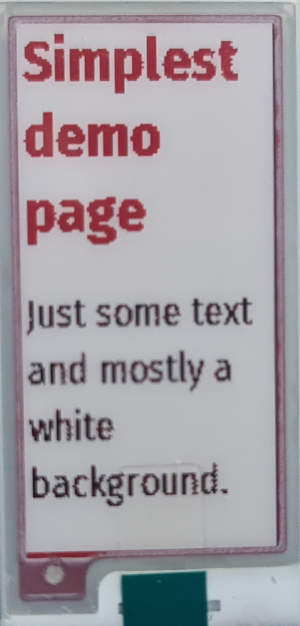 Simplest
demo
page
Just some text
and mostly a
white
background.